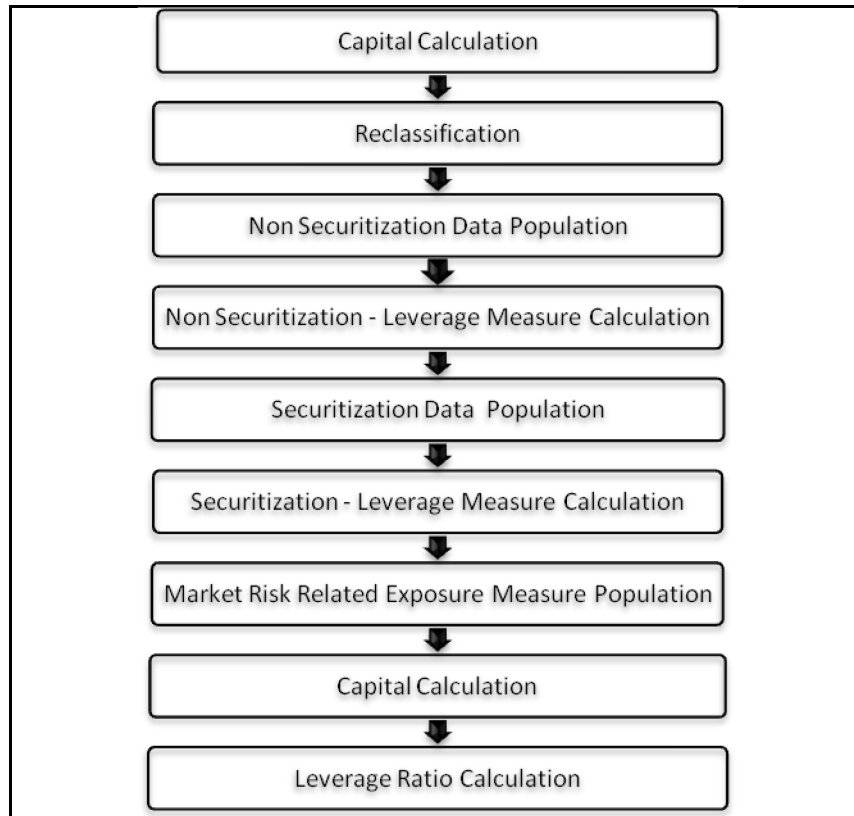 Capital Calculation
Reclassification
Non Securitization Data Population
Non Securitization - Leverage Measure Calculation
Securitization Data Population
Securitization - Leverage Measure Calculation
Market Risk Related Exposure Measure Population
Capital Calculation
Leverage Ratio Calculation